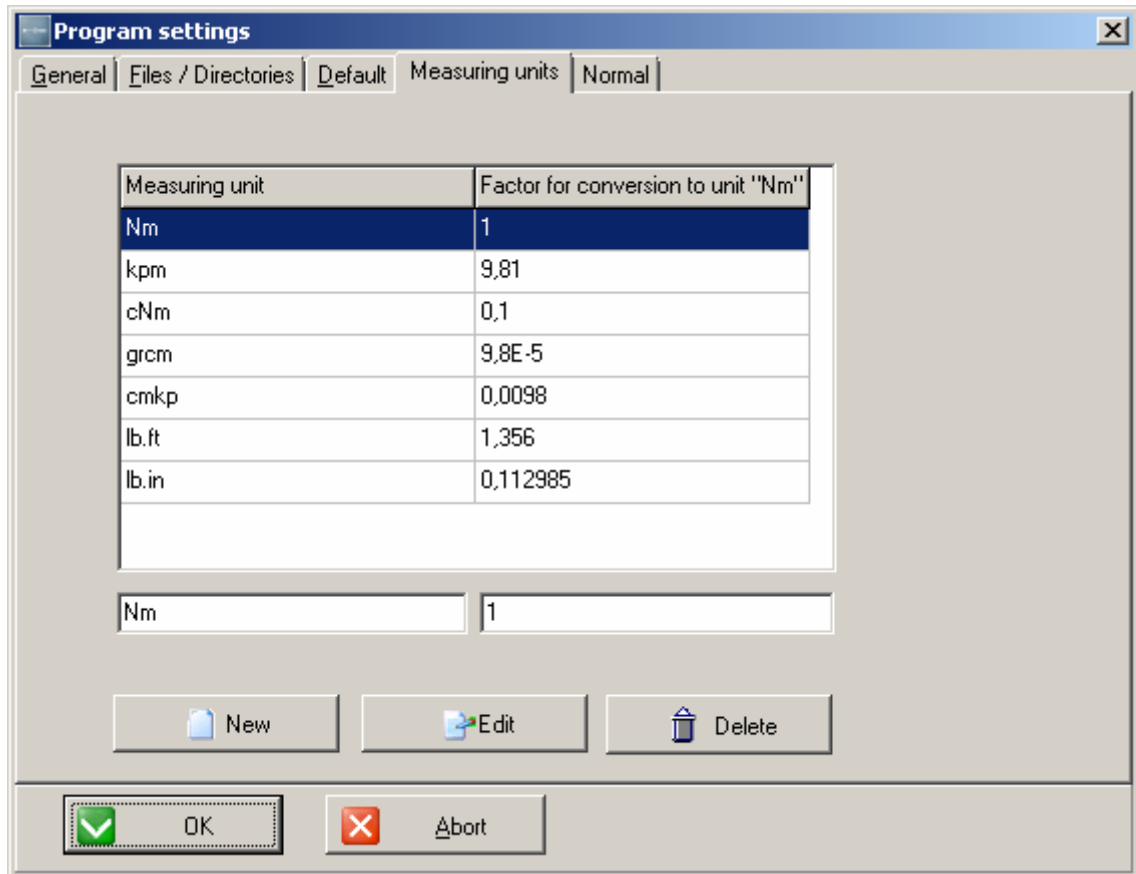 Program settings
General Files / Directories Default Measuring units Normal
Measuring unit Factor for conversion to unit "Nm"
Nm 1
kpm 9,81
cNm 0,1
grcm 9,8E-5
cmkp 0,0098
lb.ft 1,356
lb.in 0,112985
Nm 1
New Edit Delete
OK Abort